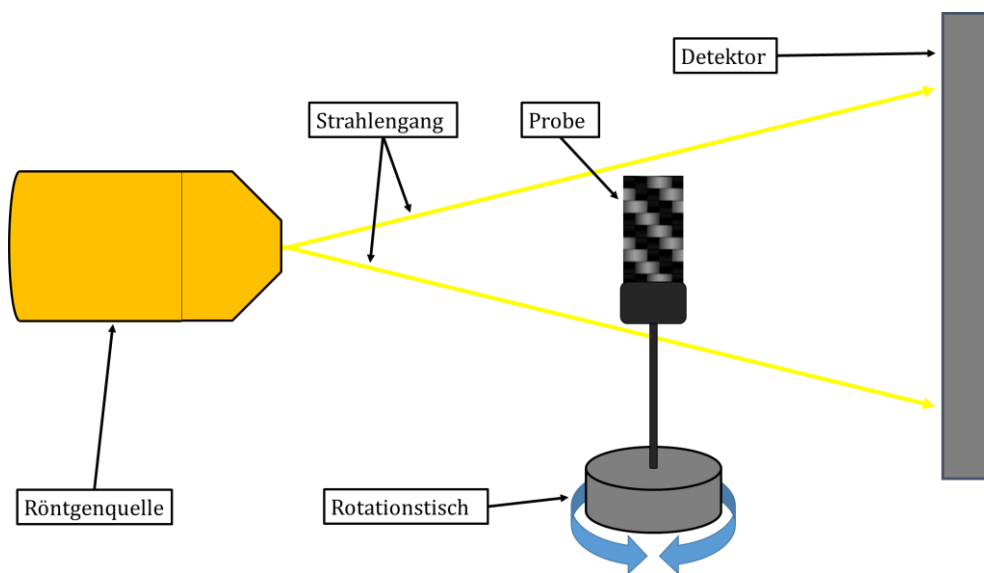 Detektor
Strahlengang
Probe
Röntgenquelle
Rotationstisch